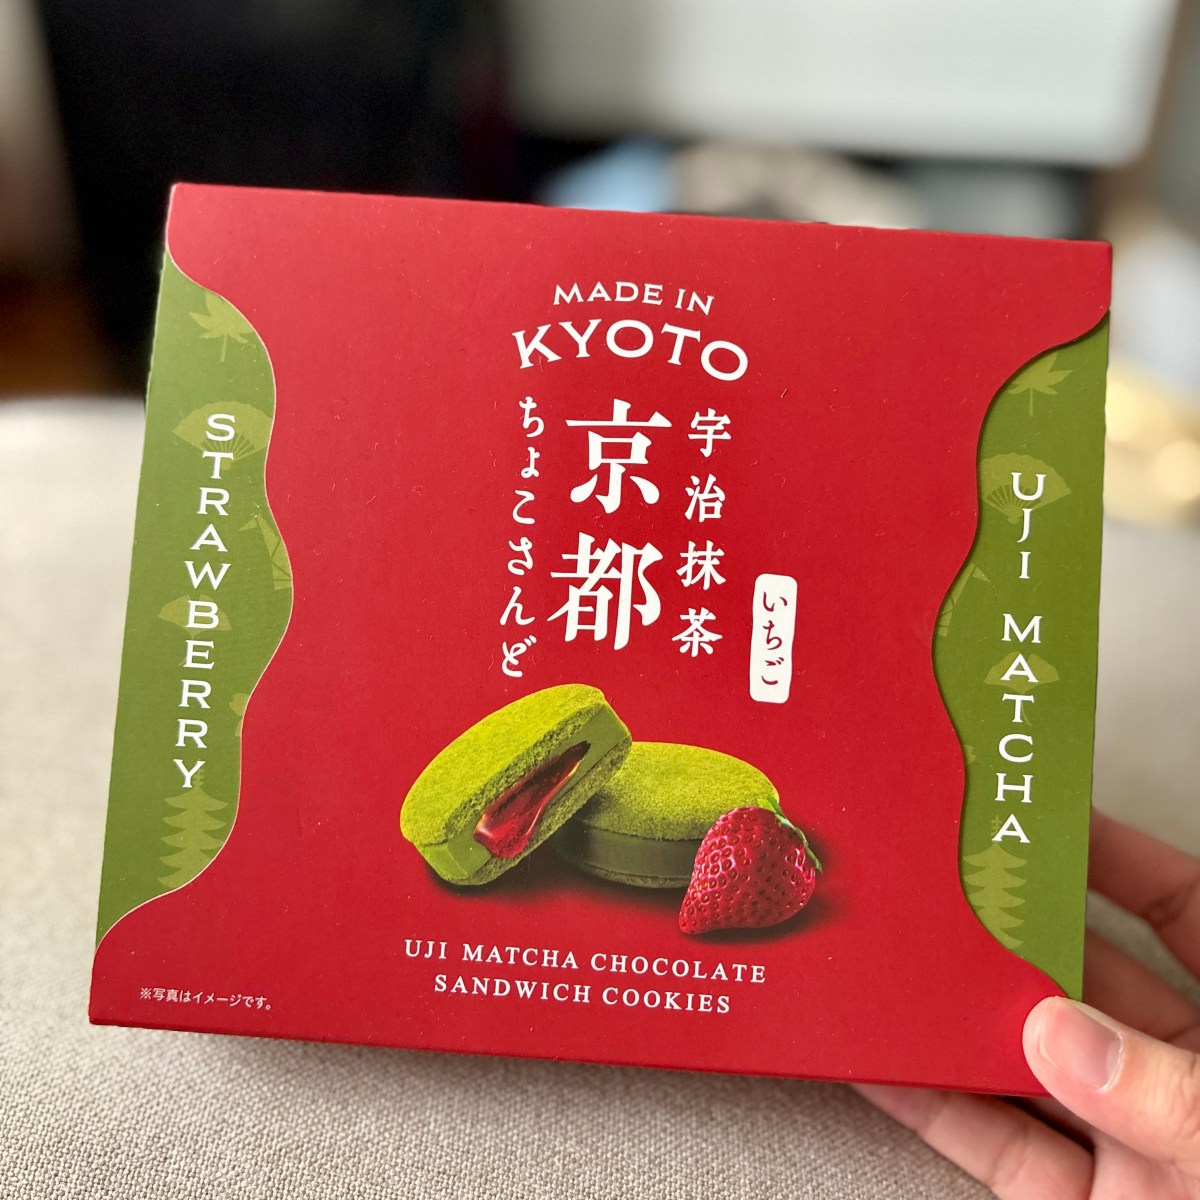 MADE IN
KYOTO
宇治抹茶
京都
ちょこさんど
いちご
STRAWBERRY
UJI MATCHA
UJI MATCHA CHOCOLATE
SANDWICH COOKIES
※写真はイメージです。